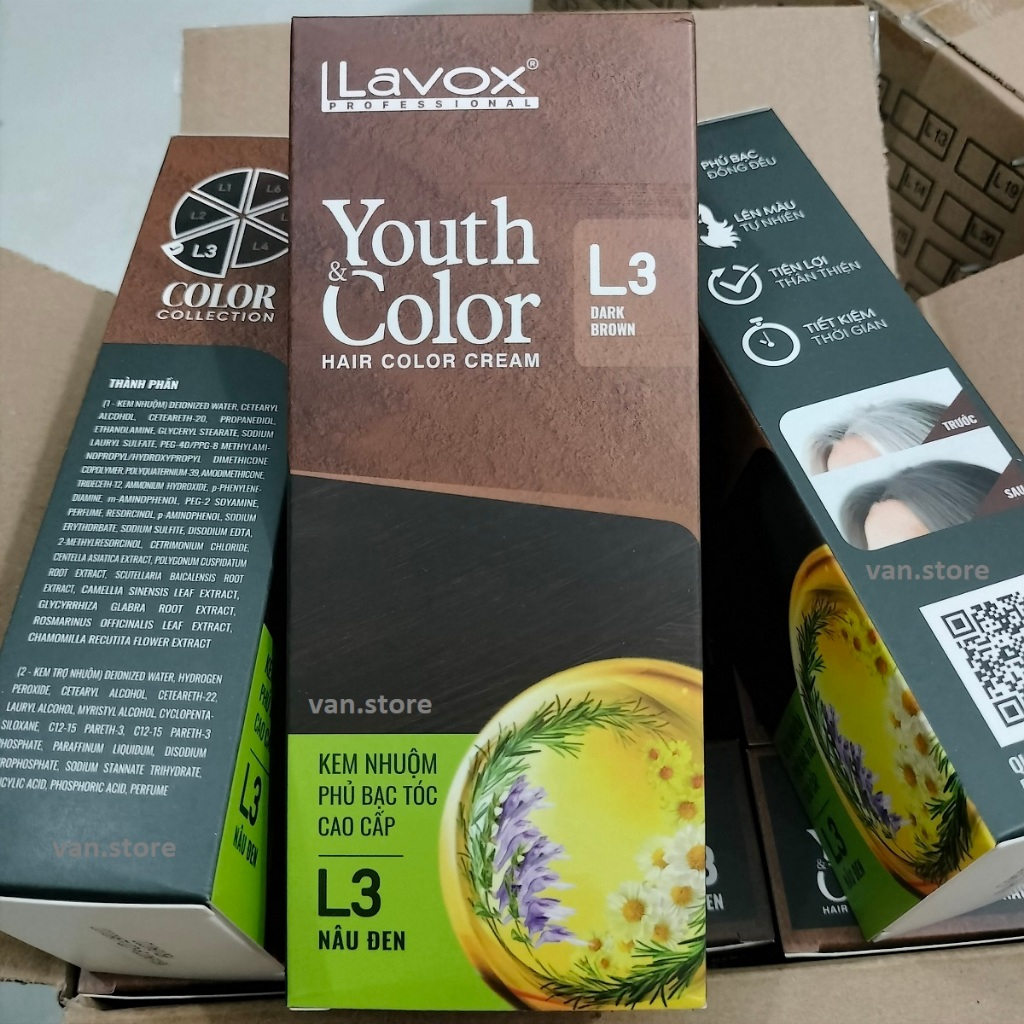 LLavox®
PROFESSIONAL
Youth
& Color
HAIR COLOR CREAM
L3
DARK
BROWN
van.store
KEM NHUỘM
PHỦ BẠC TÓC
CAO CẤP
L3
NÂU ĐEN
L1
L6
L2
L3
L4
COLOR
COLLECTION
THÀNH PHẦN
(1 - KEM NHUỘM) DEIONIZED WATER, CETEARYL
ALCOHOL, CETEARETH-20, PROPANEDIOL,
ETHANOLAMINE, GLYCERYL STEARATE, SODIUM
LAURYL SULFATE, PEG-40/PPG-8 METHYLAMI-
NOPROPYL/HYDROXYPROPYL DIMETHICONE
COPOLYMER, POLYQUATERNIUM-39, AMODIMETHICONE,
TRIDECETH-12, AMMONIUM HYDROXIDE, p-PHENYLENE-
DIAMINE, m-AMINOPHENOL, PEG-2 SOYAMINE,
PERFUME, RESORCINOL, p-AMINOPHENOL, SODIUM
ERYTHORBATE, SODIUM SULFITE, DISODIUM EDTA,
2-METHYLRESORCINOL, CETRIMONIUM CHLORIDE,
CENTELLA ASIATICA EXTRACT, POLYGONUM CUSPIDATUM
ROOT EXTRACT, SCUTELLARIA BAICALENSIS ROOT
EXTRACT, CAMELLIA SINENSIS LEAF EXTRACT,
GLYCYRRHIZA GLABRA ROOT EXTRACT,
ROSMARINUS OFFICINALIS LEAF EXTRACT,
CHAMOMILLA RECUTITA FLOWER EXTRACT
(2 - KEM TRỢ NHUỘM) DEIONIZED WATER, HYDROGEN
PEROXIDE, CETEARYL ALCOHOL, CETEARETH-22,
LAURYL ALCOHOL, MYRISTYL ALCOHOL, CYCLOPENTA-
SILOXANE, C12-15 PARETH-3, C12-15 PARETH-3
PHOSPHATE, PARAFFINUM LIQUIDUM, DISODIUM
ROPHOSPHATE, SODIUM STANNATE TRIHYDRATE,
ICYLIC ACID, PHOSPHORIC ACID, PERFUME
van.store
L3
NÂU ĐEN
PHỦ BẠC
ĐỒNG ĐỀU
LÊN MÀU
TỰ NHIÊN
TIỆN LỢI
THÂN THIỆN
TIẾT KIỆM
THỜI GIAN
TRƯỚC
SAU
van.store
L3
NÂU ĐEN
L13
L19
L14
L20